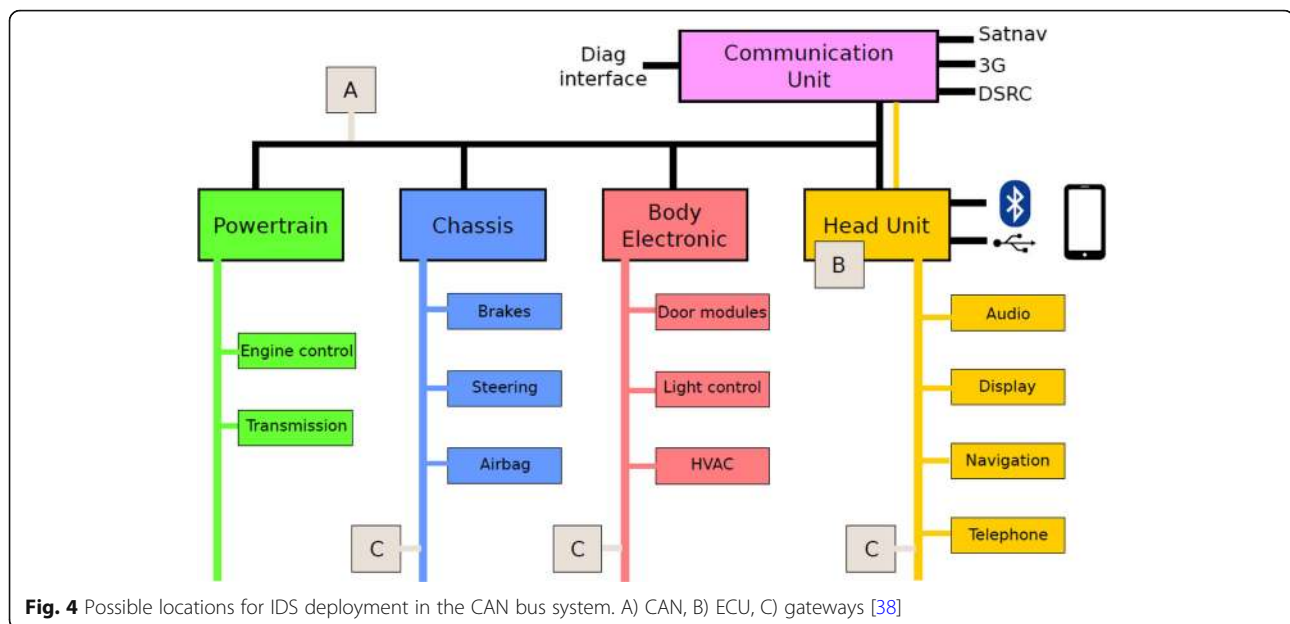 Satnav
Diag
interface
Communication
Unit
3G
DSRC
A
Powertrain
Chassis
Body
Electronic
Head Unit
B
Brakes
Door modules
Audio
Engine control
Steering
Light control
Display
Transmission
Airbag
HVAC
Navigation
C
C
C
Telephone
Fig. 4 Possible locations for IDS deployment in the CAN bus system. A) CAN, B) ECU, C) gateways [38]